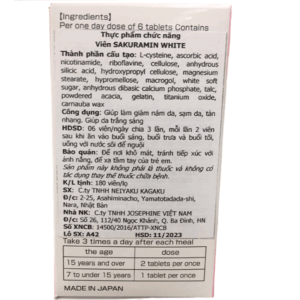 [Ingredients]
Per one day dose of 6 tablets Contains
Thực phẩm chức năng
Viên SAKURAMIN WHITE
Thành phần cấu tạo: L-cysteine, ascorbic acid,
nicotinamide, riboflavine, cellulose, anhydrous
silicic acid, hydroxypropyl cellulose, magnesium
stearate, hypromellose, macrogol, white soft
sugar, anhydrous dibasic calcium phosphate, talc,
powdered acacia, gelatin, titanium oxide,
carnauba wax
Công dụng: Giúp làm giảm nám da, sạm da, tàn
nhang. Giúp da trắng sáng
HDSD: 06 viên/ngày chia 3 lần, mỗi lần 2 viên
sau khi ăn vào buổi sáng, buổi trưa và buổi tối,
uống với nước sôi để nguội
Bảo quản: Để nơi khô mát, tránh tiếp xúc với
ánh nắng, để xa tầm tay của trẻ em.
Sản phẩm này không phải là thuốc và không có
tác dụng thay thế thuốc chữa bệnh.
K/L tịnh: 180 viên/lọ
SX: C.ty TNHH NEIYAKU KAGAKU
Đ/c: 2-25, Asahiminacho, Yamatotadada-shi,
Nara, Nhật Bản
Nhà NK: C.ty TNHH JOSEPHINE VIỆT NAM
Đ/c: Số 26, 112/40 Ngọc Khánh, Q. Ba Đình, HN
Số XNCB: 14500/2016/ATTP-XNCB
Lô SX: A42 HSD: 11/2023
Take 3 times a day after each meal
the age dose
15 years and over 2 tablets per once
7 to under 15 years 1 tablet per once
MADE IN JAPAN